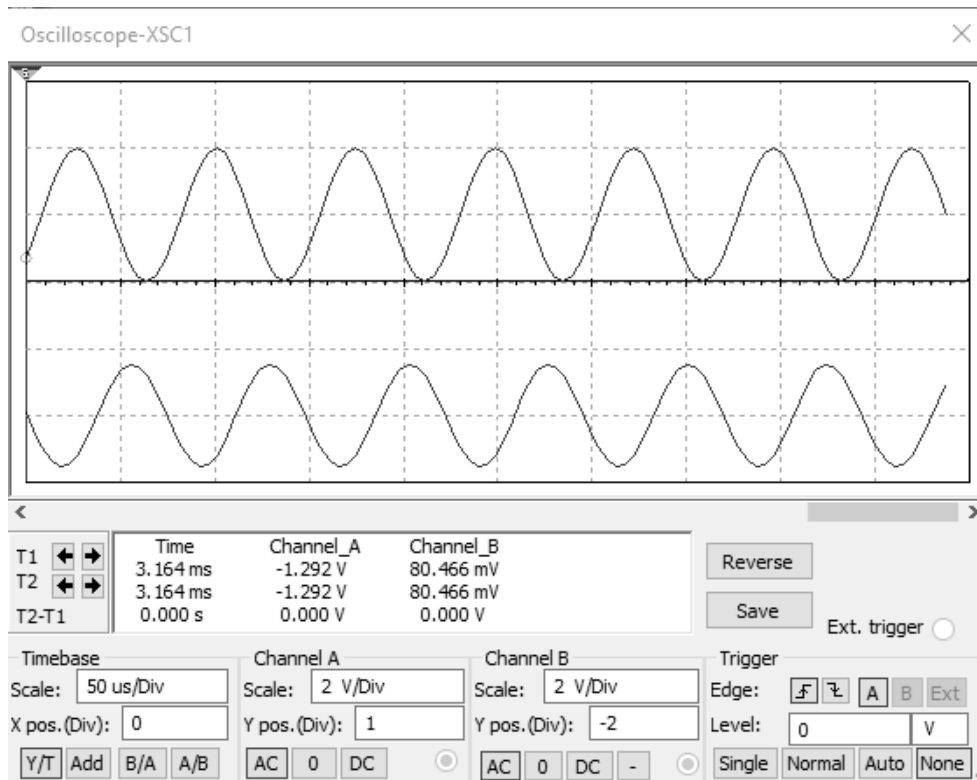 Oscilloscope-XSC1
Time Channel_A Channel_B
T1 3.164 ms -1.292 V 80.466 mV
T2 3.164 ms -1.292 V 80.466 mV
T2-T1 0.000 s 0.000 V 0.000 V
Reverse
Save
Ext. trigger
Timebase
Scale: 50 us/Div
X pos.(Div): 0
Y/T Add B/A A/B
Channel A
Scale: 2 V/Div
Y pos.(Div): 1
AC 0 DC
Channel B
Scale: 2 V/Div
Y pos.(Div): -2
AC 0 DC -
Trigger
Edge: A B Ext
Level: 0 V
Single Normal Auto None